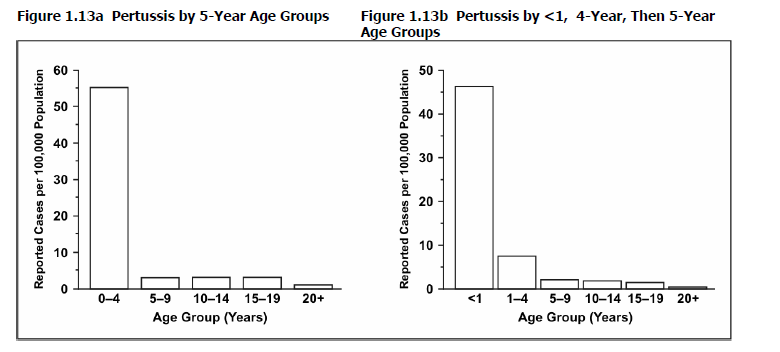 Figure 1.13a Pertussis by 5-Year Age Groups
Figure 1.13b Pertussis by <1, 4-Year, Then 5-Year
Age Groups
Reported Cases per 100,000 Population
60
50
40
30
20
10
0
0–4 5–9 10–14 15–19 20+
Age Group (Years)
Reported Cases per 100,000 Population
50
40
30
20
10
0
<1 1–4 5–9 10–14 15–19 20+
Age Group (Years)